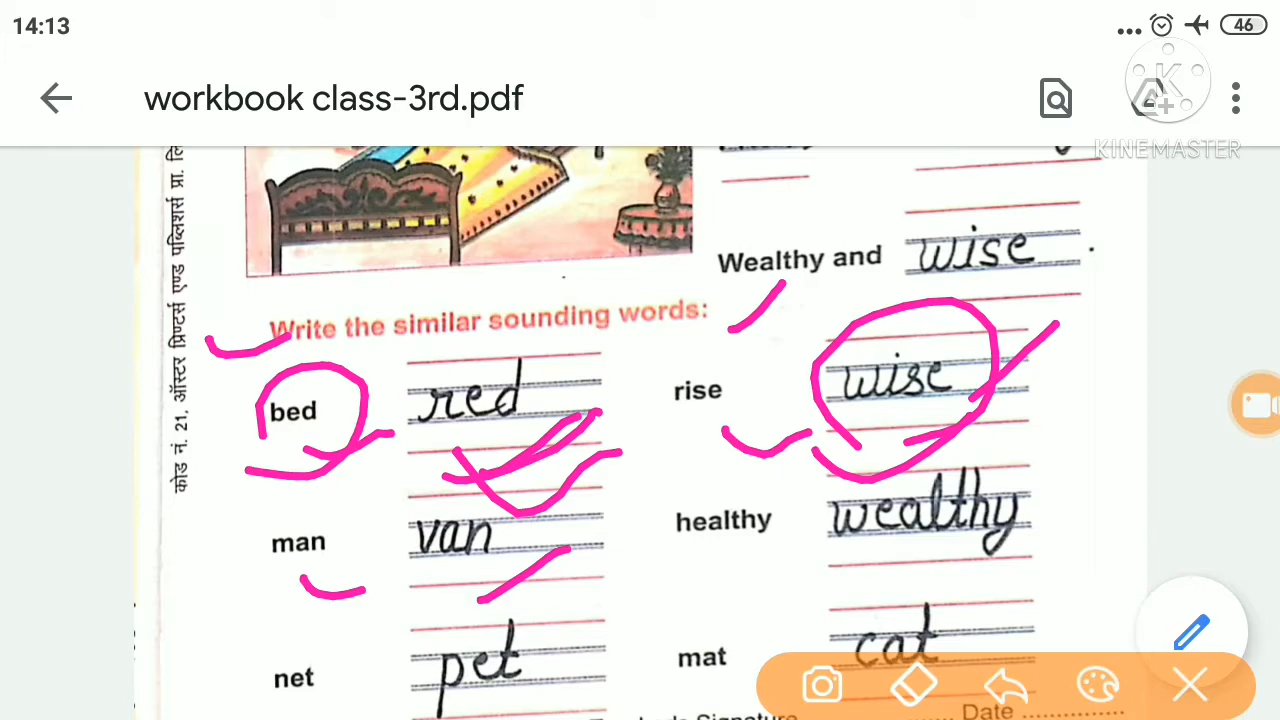 14:13
46
workbook class-3rd.pdf
KINEMASTER
कोड नं. 21, ऑस्टर प्रिण्टर्स एण्ड पब्लिशर्स प्रा. लि
Wealthy and wise .
Write the similar sounding words:
bed red rise wise
man van healthy wealthy
net pet mat cat
Signature ............ Date ..............